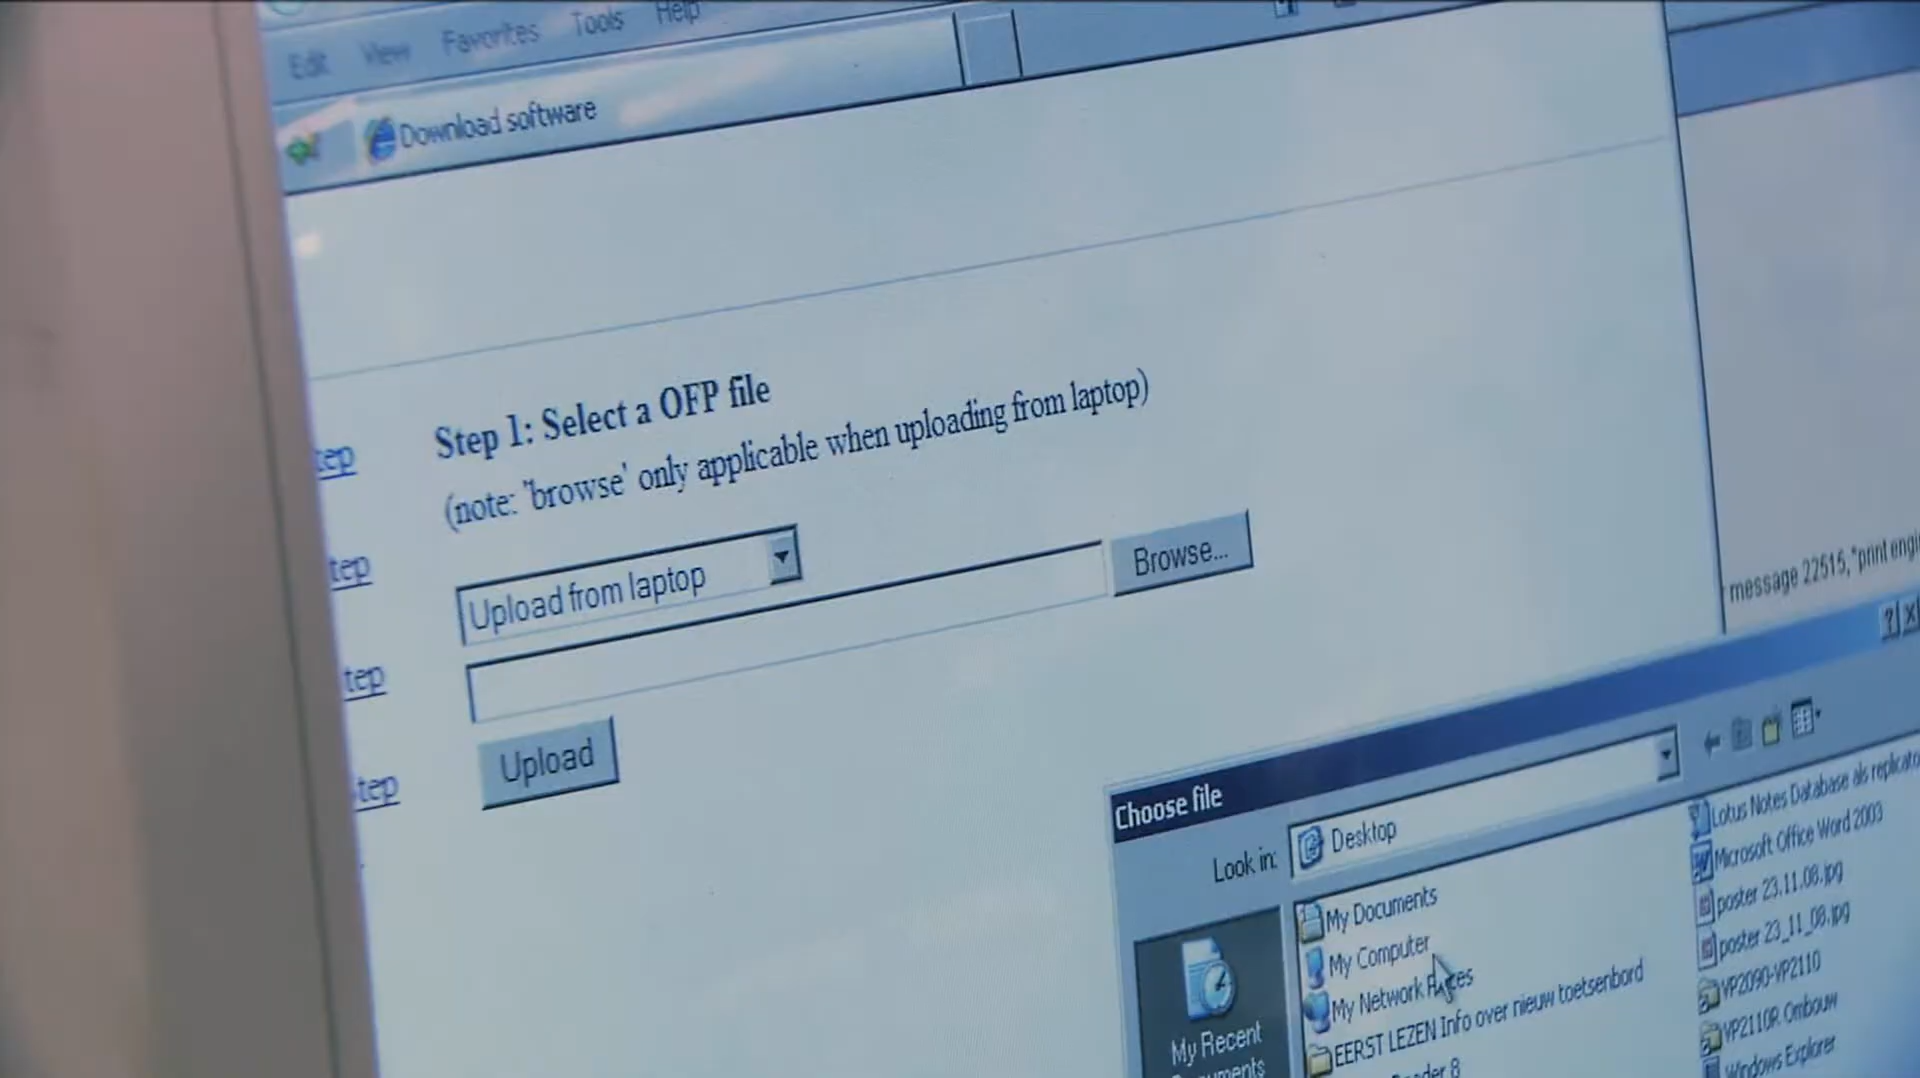 Edit View Favorites Tools Help
Download software
Step 1: Select a OFP file
(note: 'browse' only applicable when uploading from laptop)
tep
tep
tep
tep
Upload from laptop
Browse...
Upload
message 22515, "print engi
Choose file
? X
Look in:
Desktop
My Documents
My Computer
My Network Places
EERST LEZEN Info over nieuw toetsenbord
Reader 8
My Recent
Documents
Lotus Notes Database als replicato
Microsoft Office Word 2003
poster 23.11.08.jpg
poster 23_11_08.jpg
VP2090-VP2110
VP2110R Ombouw
Windows Explorer